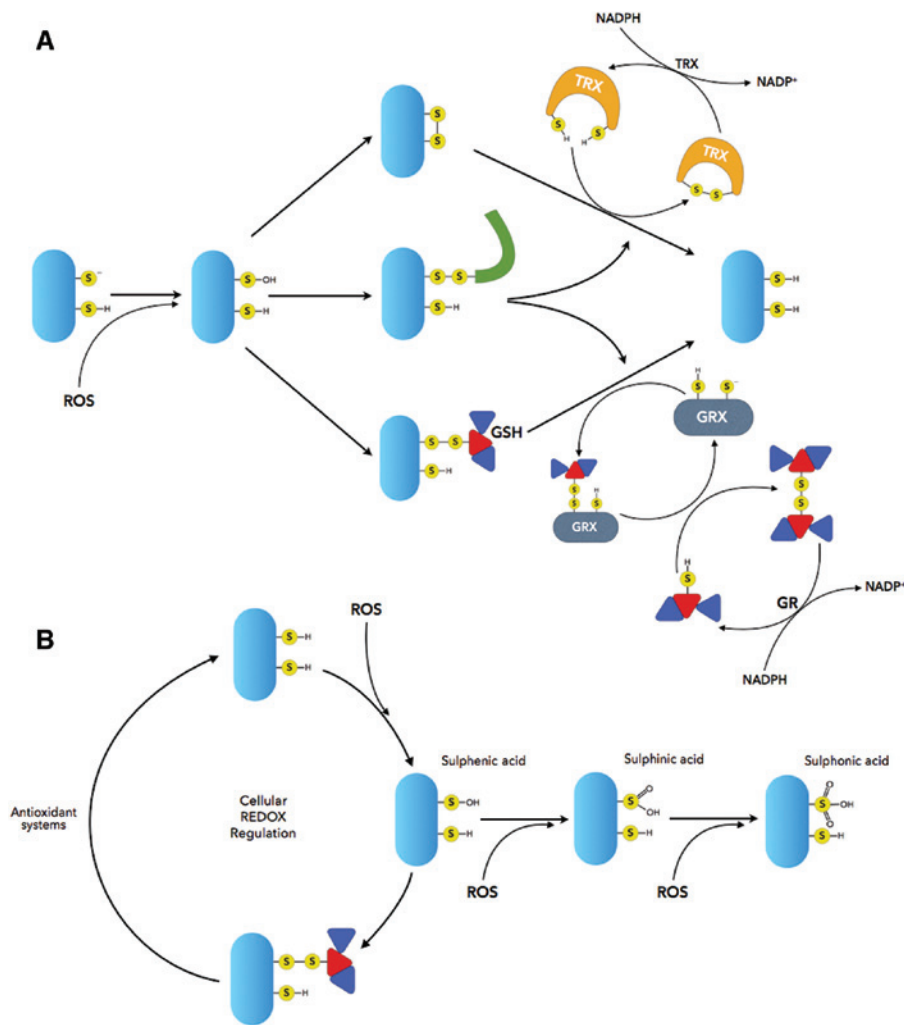 A
NADPH
TRX
NADP+
TRX
S
H
H
S
TRX
S
S
S
S
S-
S-H
ROS
S-OH
S-H
S-S
S-H
S-S
GSH
S-H
S-H
S-H
H
S
S-
GRX
S
S
H
S
GRX
S
S
H
S
GR
NADP+
NADPH
B
S-H
S-H
ROS
Antioxidant
systems
Cellular
REDOX
Regulation
Sulphenic acid
S-OH
S-H
ROS
Sulphinic acid
O
S
OH
S-H
ROS
Sulphonic acid
O
S-OH
O
S-H
S-S
S-H